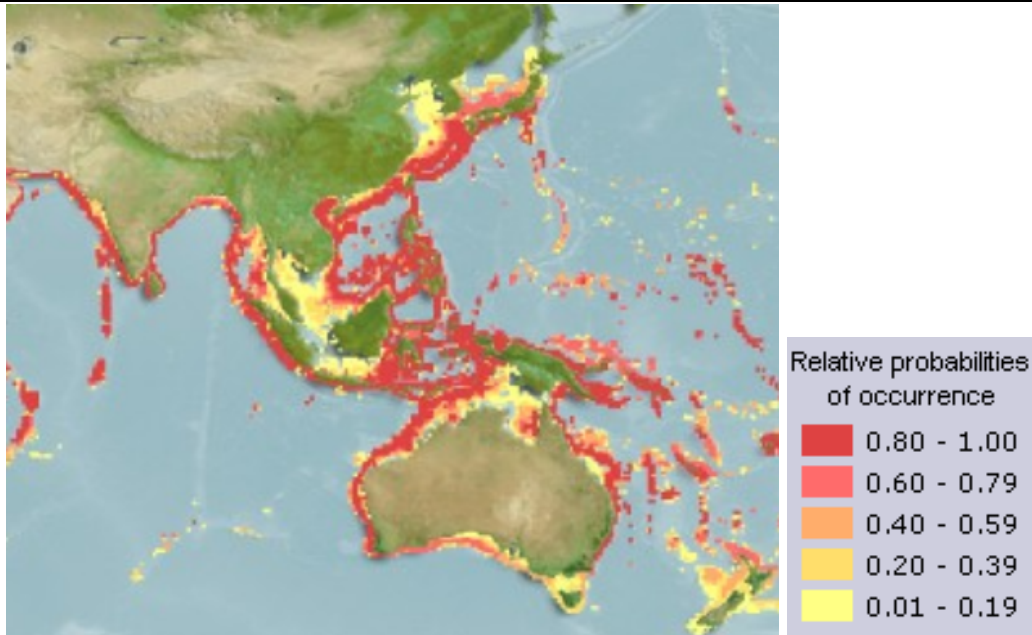 Relative probabilities
of occurrence
0.80 - 1.00
0.60 - 0.79
0.40 - 0.59
0.20 - 0.39
0.01 - 0.19